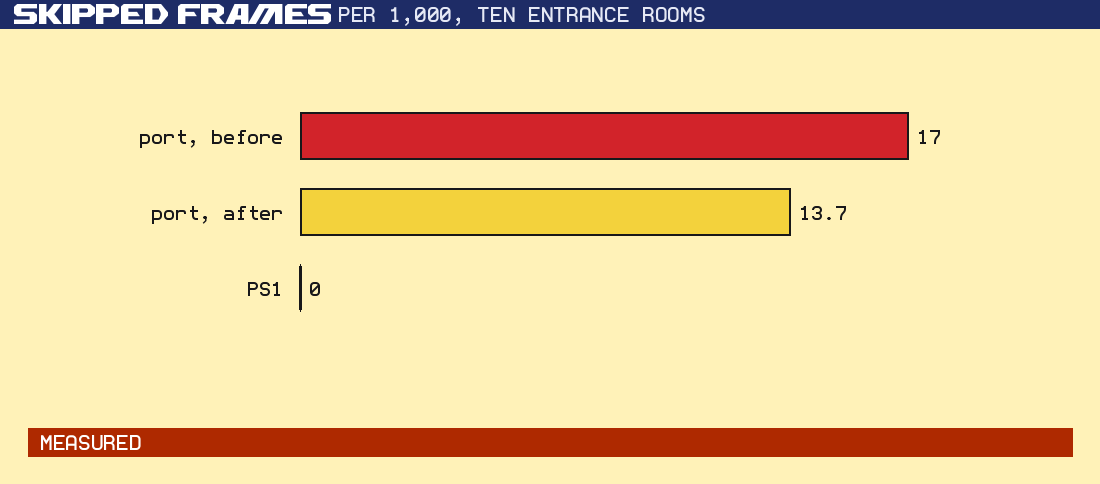 SKIPPED FRAMES PER 1,000, TEN ENTRANCE ROOMS
port, before 17
port, after 13.7
PS1 0
MEASURED